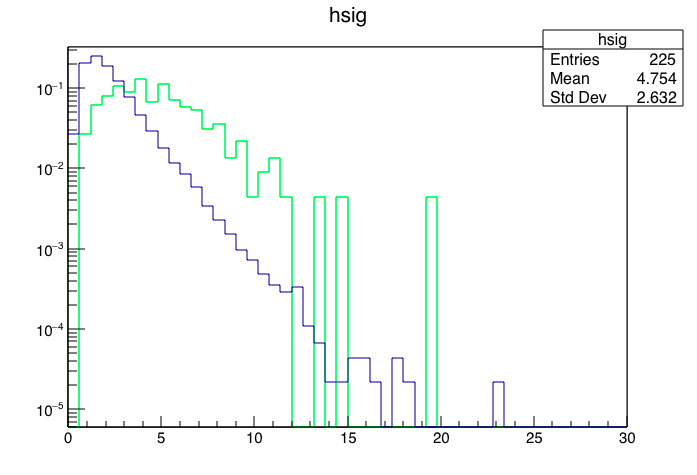 hsig
hsig
Entries 225
Mean 4.754
Std Dev 2.632
10⁻¹
10⁻²
10⁻³
10⁻⁴
10⁻⁵
0 5 10 15 20 25 30